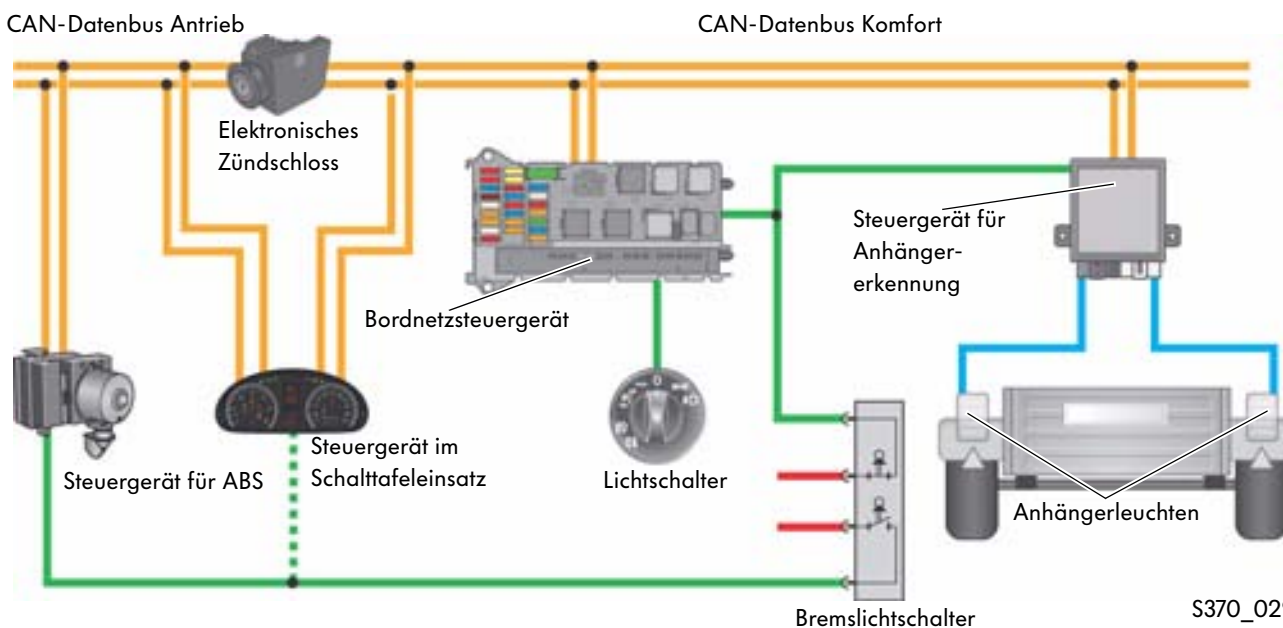 CAN-Datenbus Antrieb
CAN-Datenbus Komfort
Elektronisches
Zündschloss
Steuergerät für
Anhänger-
erkennung
Bordnetzsteuergerät
Steuergerät im
Schalttafeleinsatz
Steuergerät für ABS
Lichtschalter
Anhängerleuchten
Bremslichtschalter